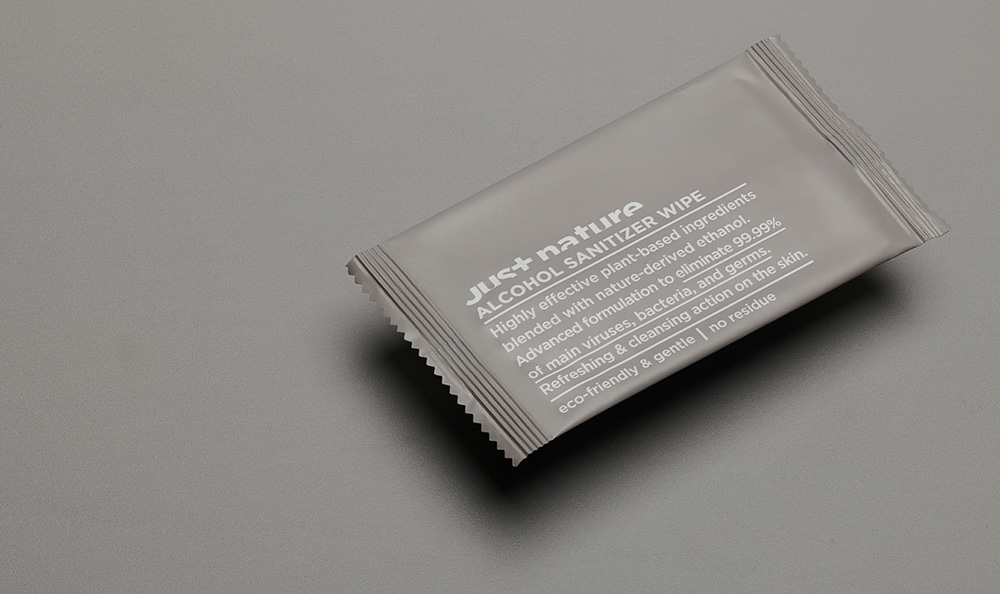 just nature
ALCOHOL SANITIZER WIPE
Highly effective plant-based ingredients
blended with nature-derived ethanol.
Advanced formulation to eliminate 99.99%
of main viruses, bacteria, and germs.
Refreshing & cleansing action on the skin.
eco-friendly & gentle | no residue